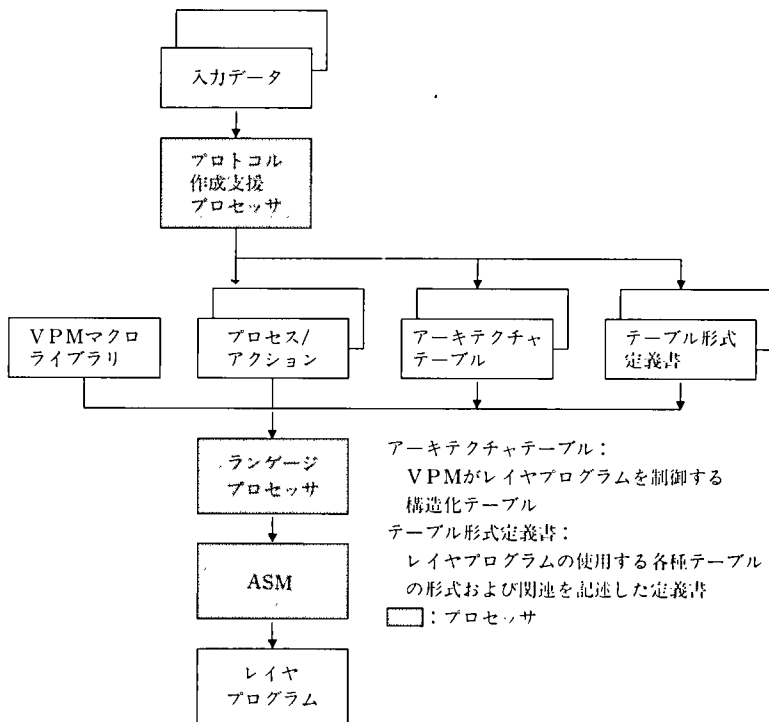 入力データ
プロトコル
作成支援
プロセッサ
VPMマクロ
ライブラリ
プロセス/
アクション
アーキテクチャ
テーブル
テーブル形式
定義書
ランゲージ
プロセッサ
ASM
レイヤ
プログラム
アーキテクチャテーブル：
VPMがレイヤプログラムを制御する
構造化テーブル
テーブル形式定義書：
レイヤプログラムの使用する各種テーブル
の形式および関連を記述した定義書
：プロセッサ